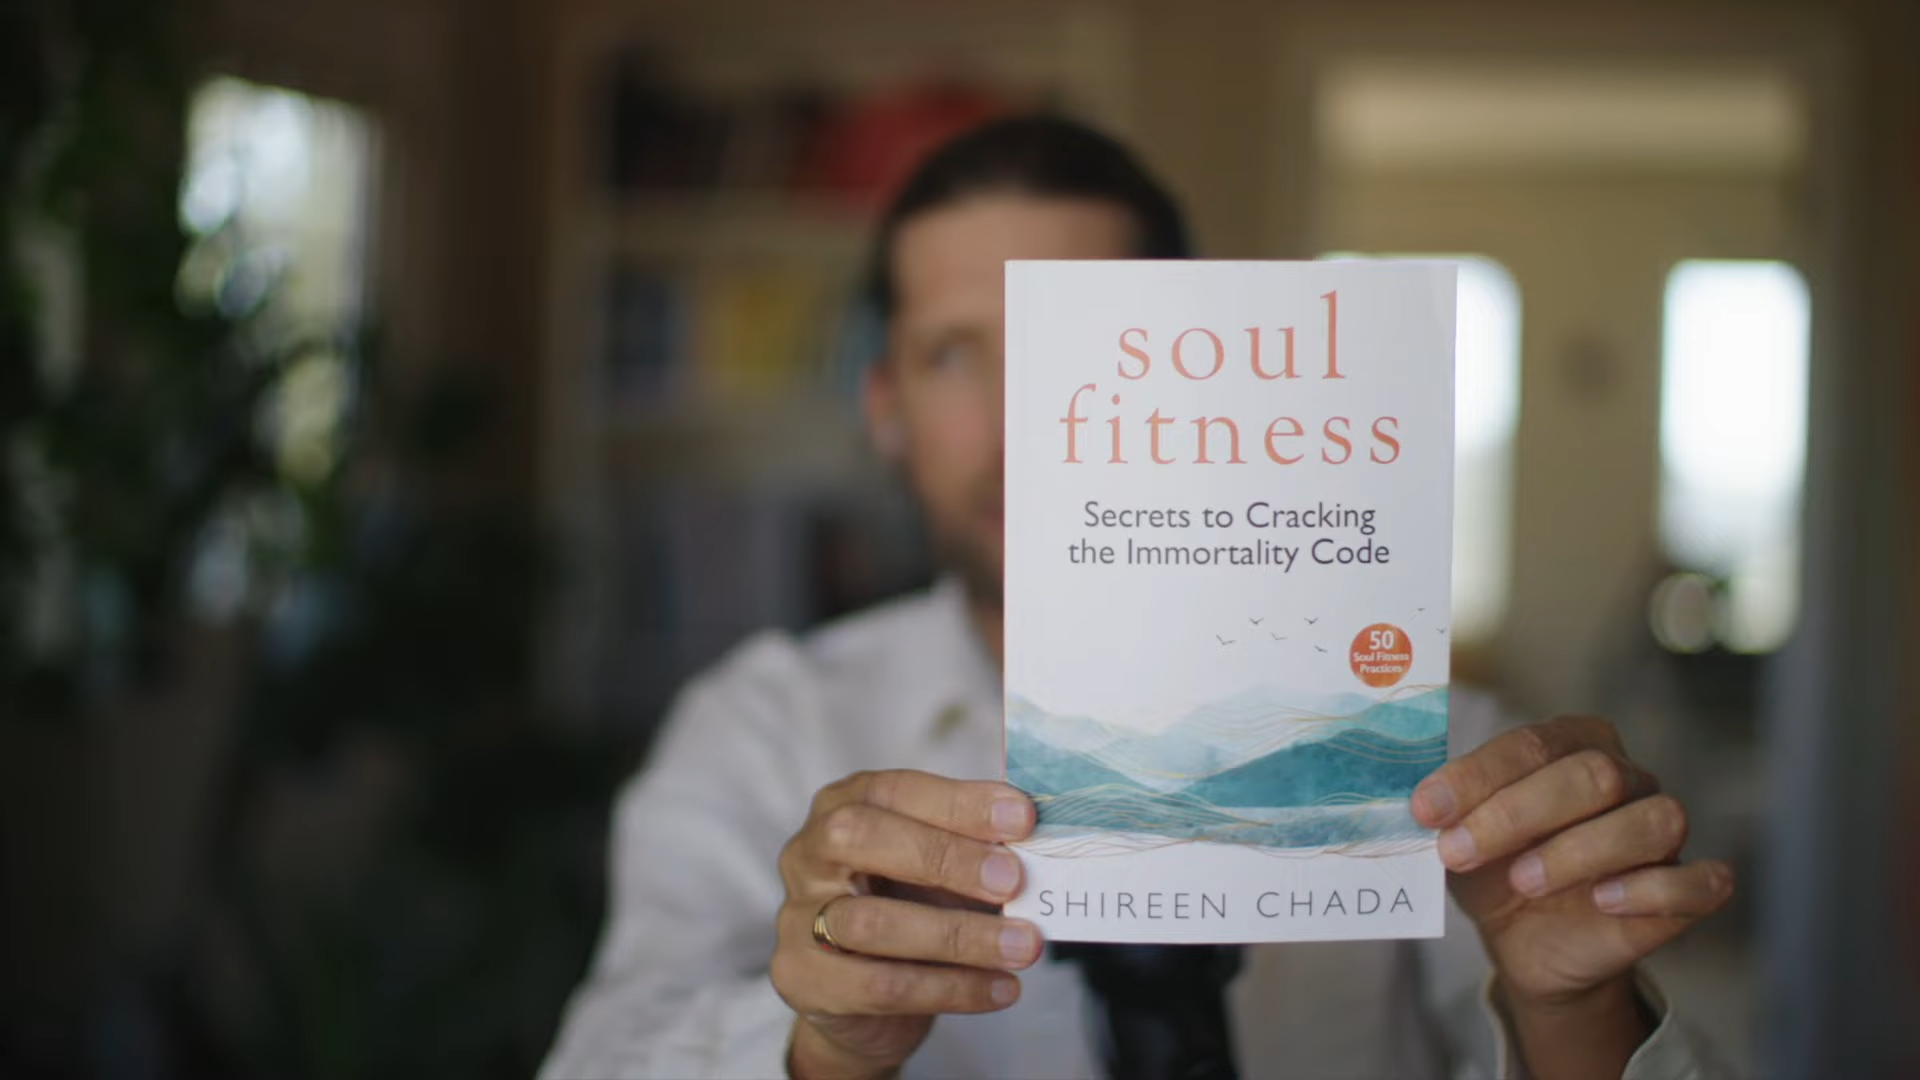 soul
fitness
Secrets to Cracking
the Immortality Code
50
Soul Fitness
Practices
SHIREEN CHADA